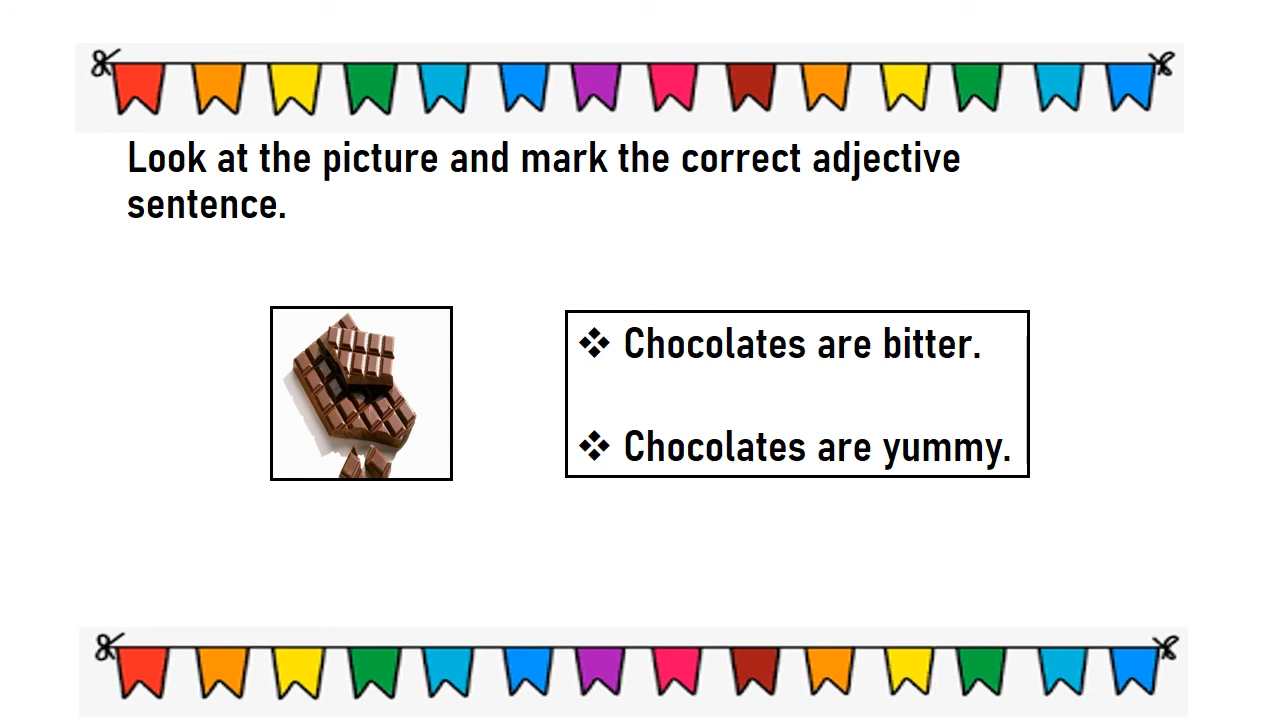 Look at the picture and mark the correct adjective
sentence.
❖ Chocolates are bitter.
❖ Chocolates are yummy.